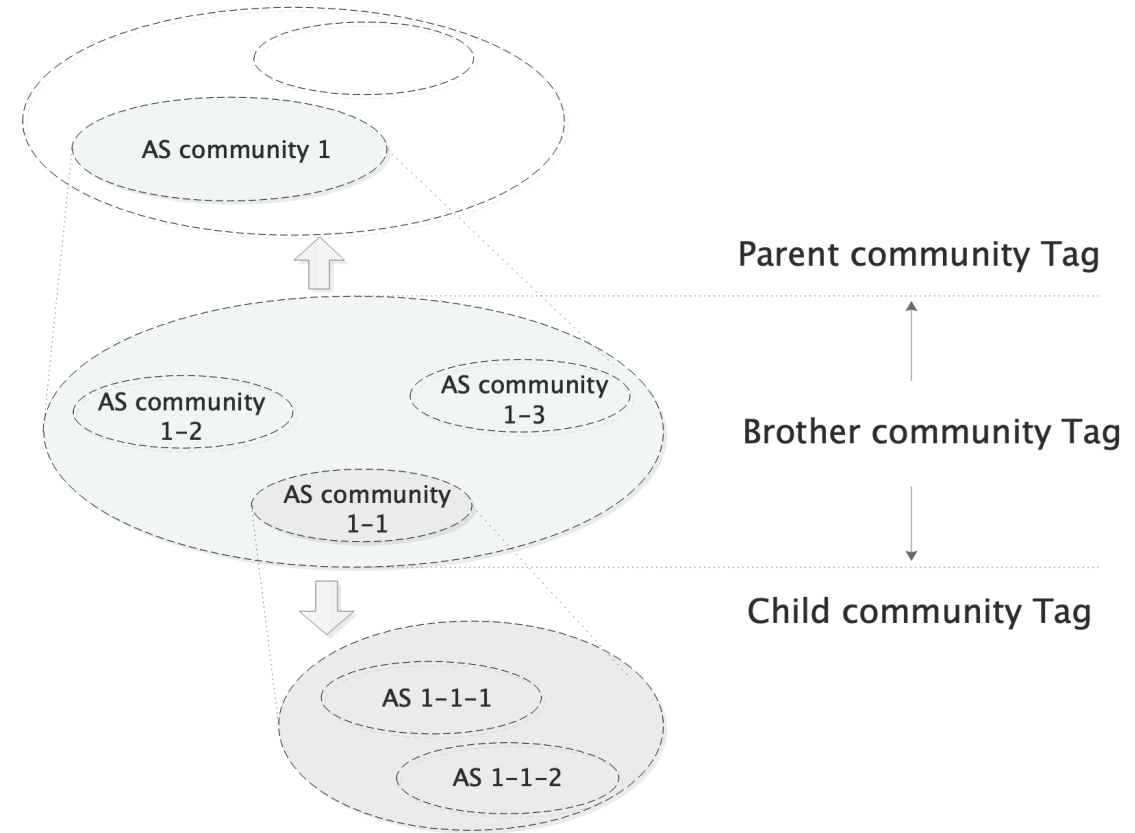 AS community 1
Parent community Tag
AS community
1-2
AS community
1-3
Brother community Tag
AS community
1-1
Child community Tag
AS 1-1-1
AS 1-1-2